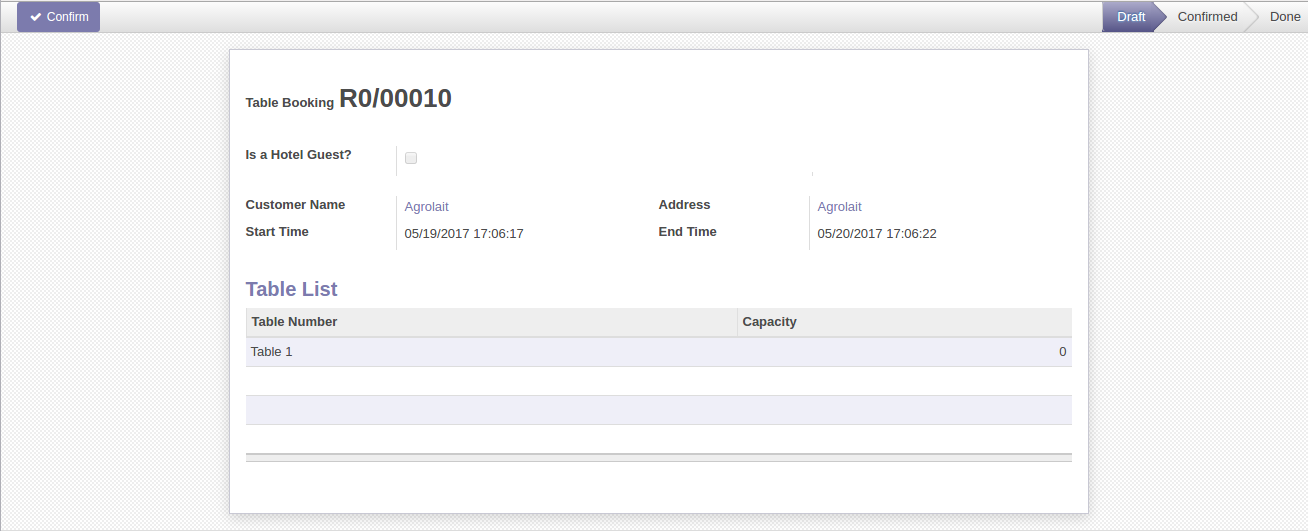 Confirm Draft Confirmed Done
Table Booking R0/00010
Is a Hotel Guest?
Customer Name Agrolait Address Agrolait
Start Time 05/19/2017 17:06:17 End Time 05/20/2017 17:06:22
Table List
Table Number Capacity
Table 1 0